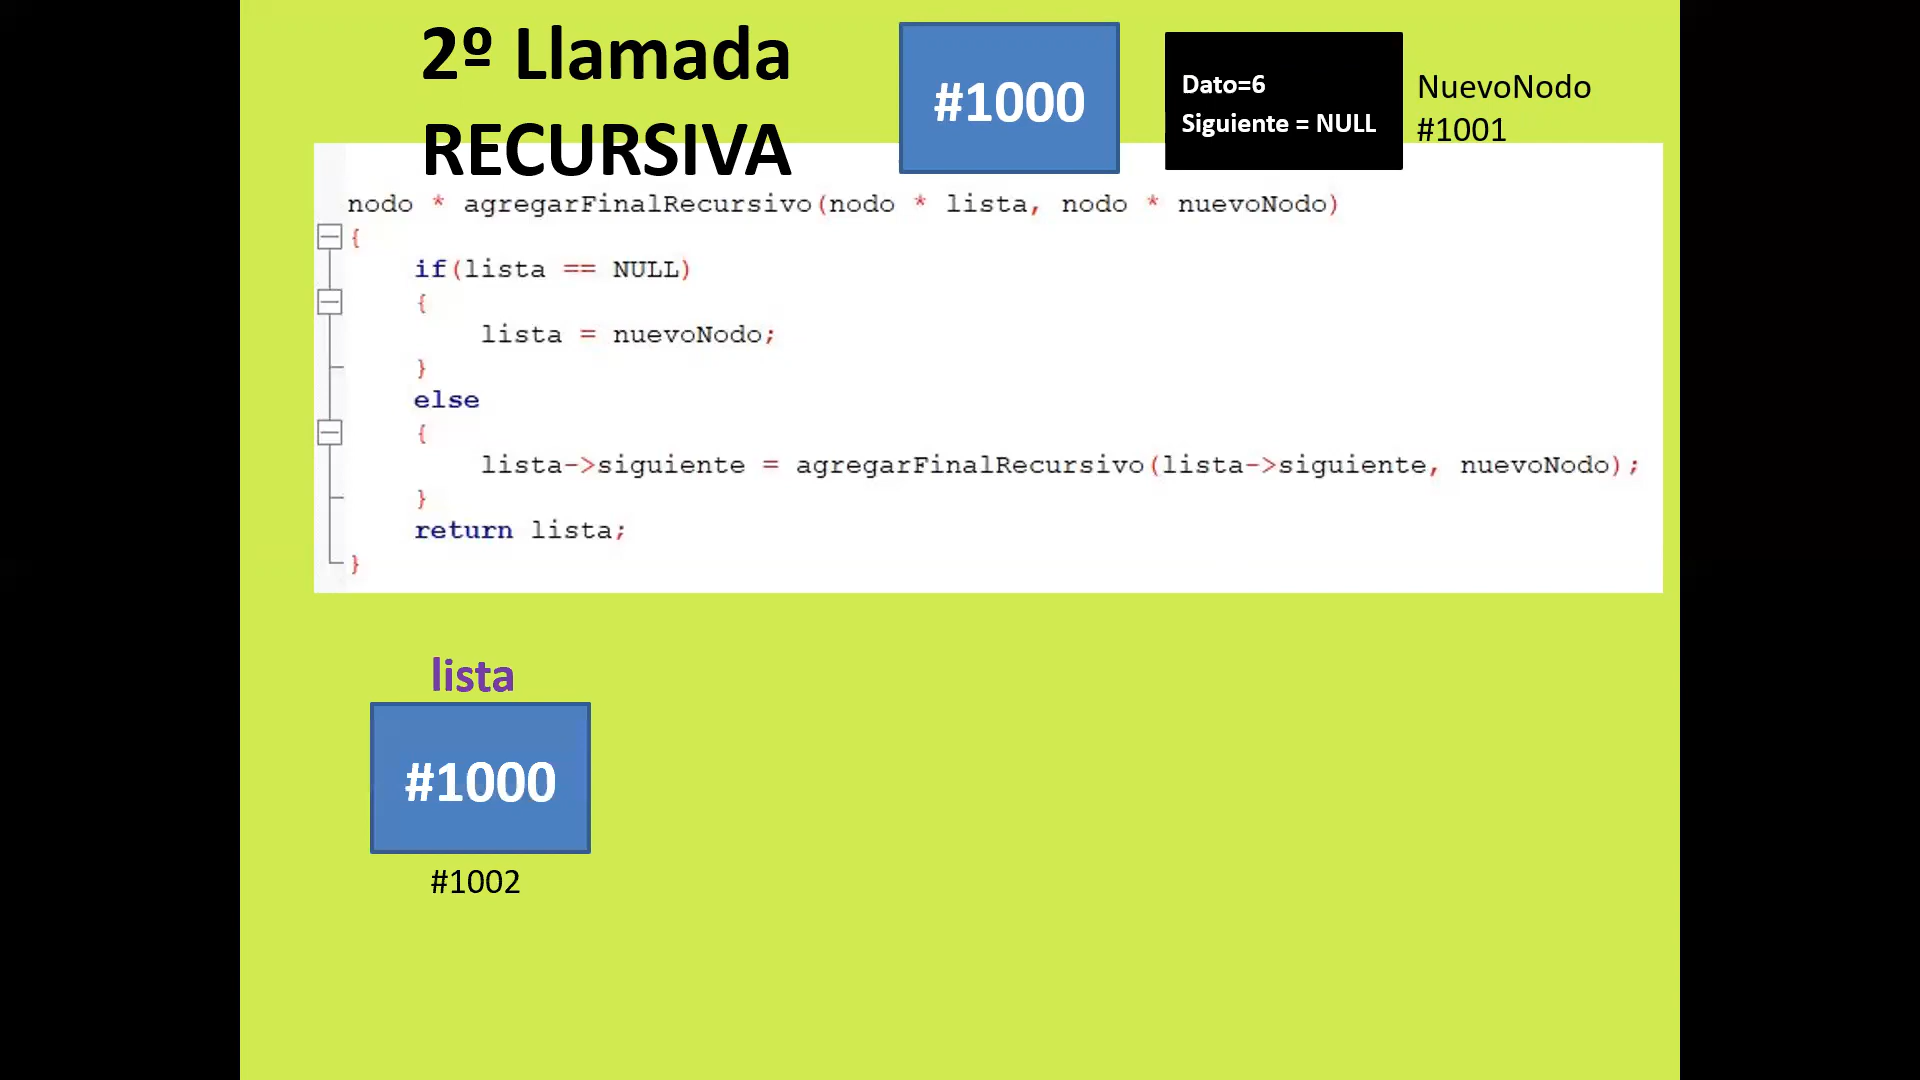 2º Llamada
RECURSIVA
#1000
Dato=6
Siguiente = NULL
NuevoNodo
#1001
nodo * agregarFinalRecursivo(nodo * lista, nodo * nuevoNodo)
{
if(lista == NULL)
{
lista = nuevoNodo;
}
else
{
lista->siguiente = agregarFinalRecursivo(lista->siguiente, nuevoNodo);
}
return lista;
}
lista
#1000
#1002